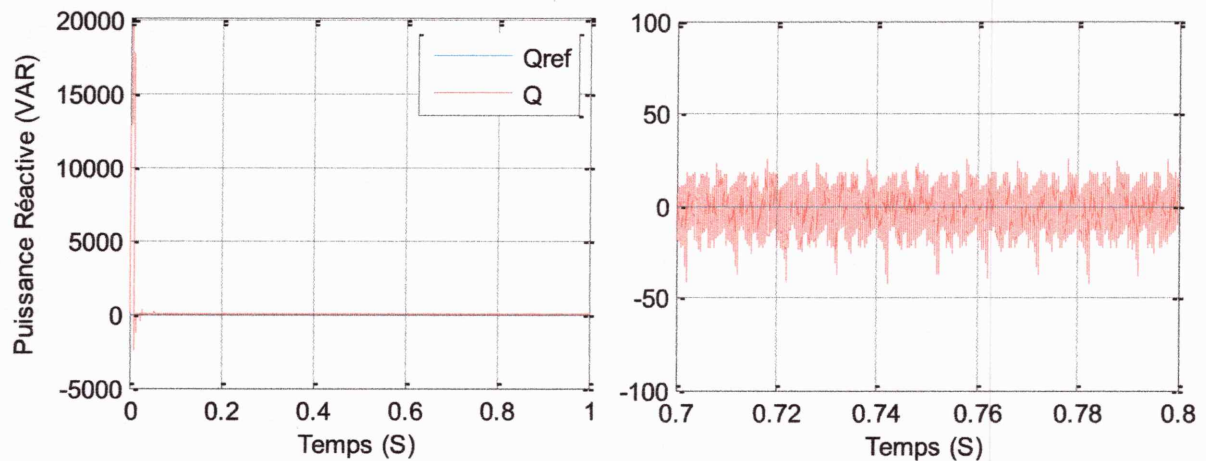 Puissance Réactive (VAR)
20000
15000
10000
5000
0
-5000
0 0.2 0.4 0.6 0.8 1
Temps (S)
Qref
Q
100
50
0
-50
-100
0.7 0.72 0.74 0.76 0.78 0.8
Temps (S)